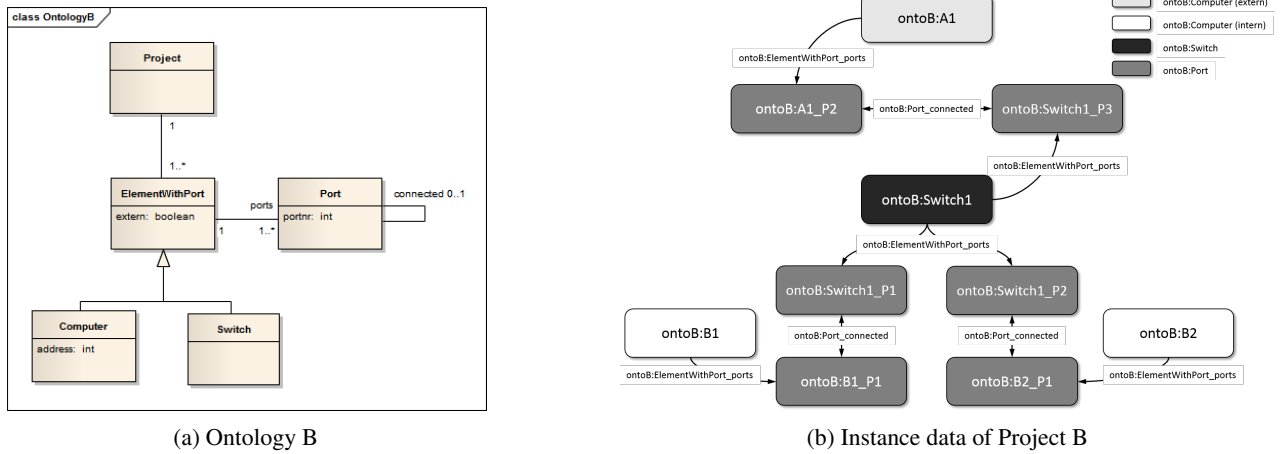 class OntologyB
Project
1
1..*
ElementWithPort
extern: boolean
ports
1
1..*
Port
portnr: int
connected 0..1
Computer
address: int
Switch
(a) Ontology B
ontoB:A1
ontoB:Computer (extern)
ontoB:Computer (intern)
ontoB:Switch
ontoB:Port
ontoB:ElementWithPort_ports
ontoB:A1_P2
ontoB:Port_connected
ontoB:Switch1_P3
ontoB:ElementWithPort_ports
ontoB:Switch1
ontoB:ElementWithPort_ports
ontoB:Switch1_P1
ontoB:Switch1_P2
ontoB:B1
ontoB:Port_connected
ontoB:Port_connected
ontoB:B2
ontoB:ElementWithPort_ports
ontoB:B1_P1
ontoB:B2_P1
ontoB:ElementWithPort_ports
(b) Instance data of Project B